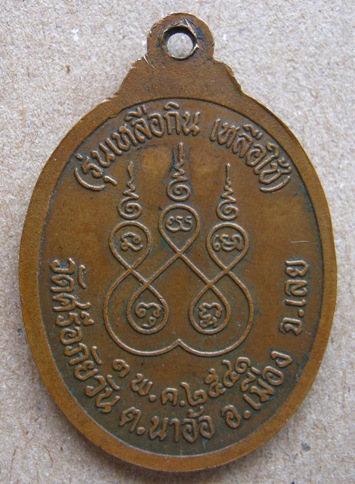 (รุ่นเหลือกิน เหลือใช้)
๑ พ.ค.๒๕๔๑
วัดศรีอภัยวัน ต.นาอ้อ อ.เมือง จ.เลย